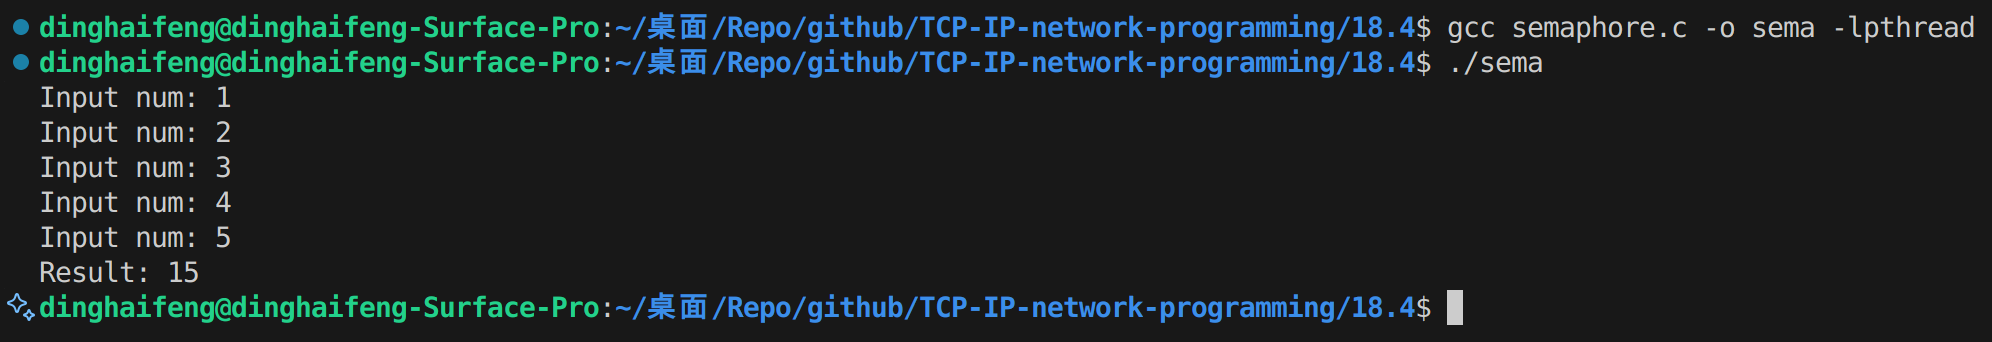 dinghaifeng@dinghaifeng-Surface-Pro:~/桌面/Repo/github/TCP-IP-network-programming/18.4$ gcc semaphore.c -o sema -lpthread
dinghaifeng@dinghaifeng-Surface-Pro:~/桌面/Repo/github/TCP-IP-network-programming/18.4$ ./sema
Input num: 1
Input num: 2
Input num: 3
Input num: 4
Input num: 5
Result: 15
dinghaifeng@dinghaifeng-Surface-Pro:~/桌面/Repo/github/TCP-IP-network-programming/18.4$